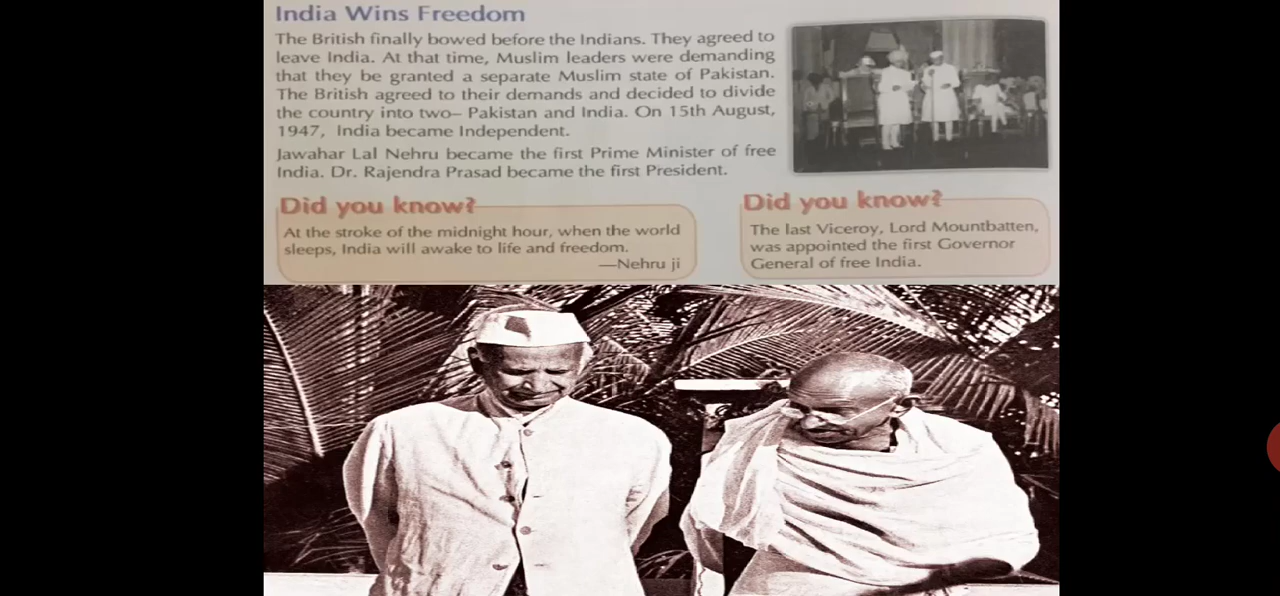 India Wins Freedom
The British finally bowed before the Indians. They agreed to
leave India. At that time, Muslim leaders were demanding
that they be granted a separate Muslim state of Pakistan.
The British agreed to their demands and decided to divide
the country into two– Pakistan and India. On 15th August,
1947, India became Independent.
Jawahar Lal Nehru became the first Prime Minister of free
India. Dr. Rajendra Prasad became the first President.
Did you know?
At the stroke of the midnight hour, when the world
sleeps, India will awake to life and freedom.
—Nehru ji
Did you know?
The last Viceroy, Lord Mountbatten,
was appointed the first Governor
General of free India.